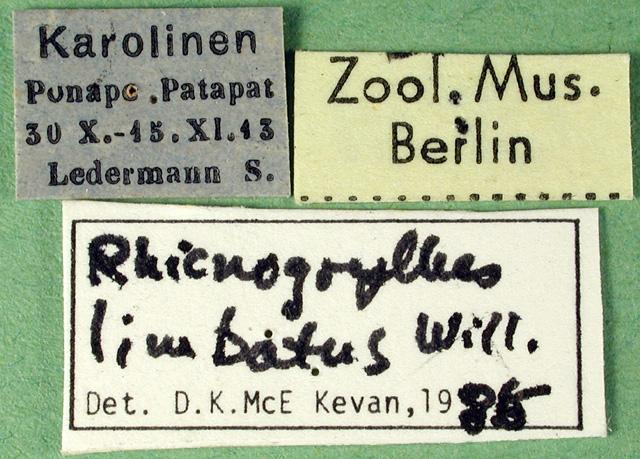 Karolinen
Ponape. Patapat
30 X.-15. XI. 13
Ledermann S.
Zool. Mus.
Berlin
Rhicnogryllus
limbatus Will.
Det. D.K.McE Kevan, 1985